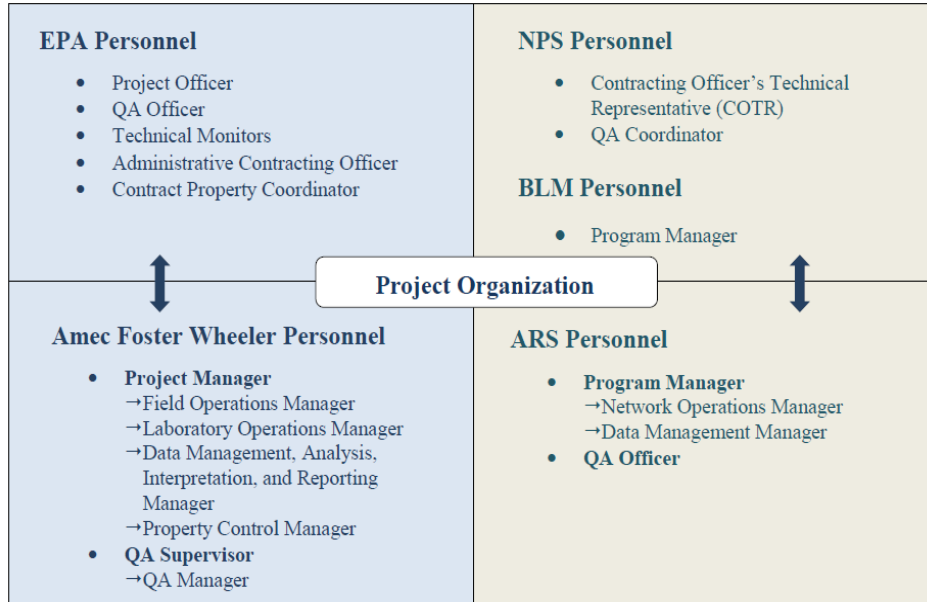 EPA Personnel
• Project Officer
• QA Officer
• Technical Monitors
• Administrative Contracting Officer
• Contract Property Coordinator
NPS Personnel
• Contracting Officer’s Technical
Representative (COTR)
• QA Coordinator
BLM Personnel
• Program Manager
Project Organization
Amec Foster Wheeler Personnel
• Project Manager
→Field Operations Manager
→Laboratory Operations Manager
→Data Management, Analysis,
Interpretation, and Reporting
Manager
→Property Control Manager
• QA Supervisor
→QA Manager
ARS Personnel
• Program Manager
→Network Operations Manager
→Data Management Manager
• QA Officer